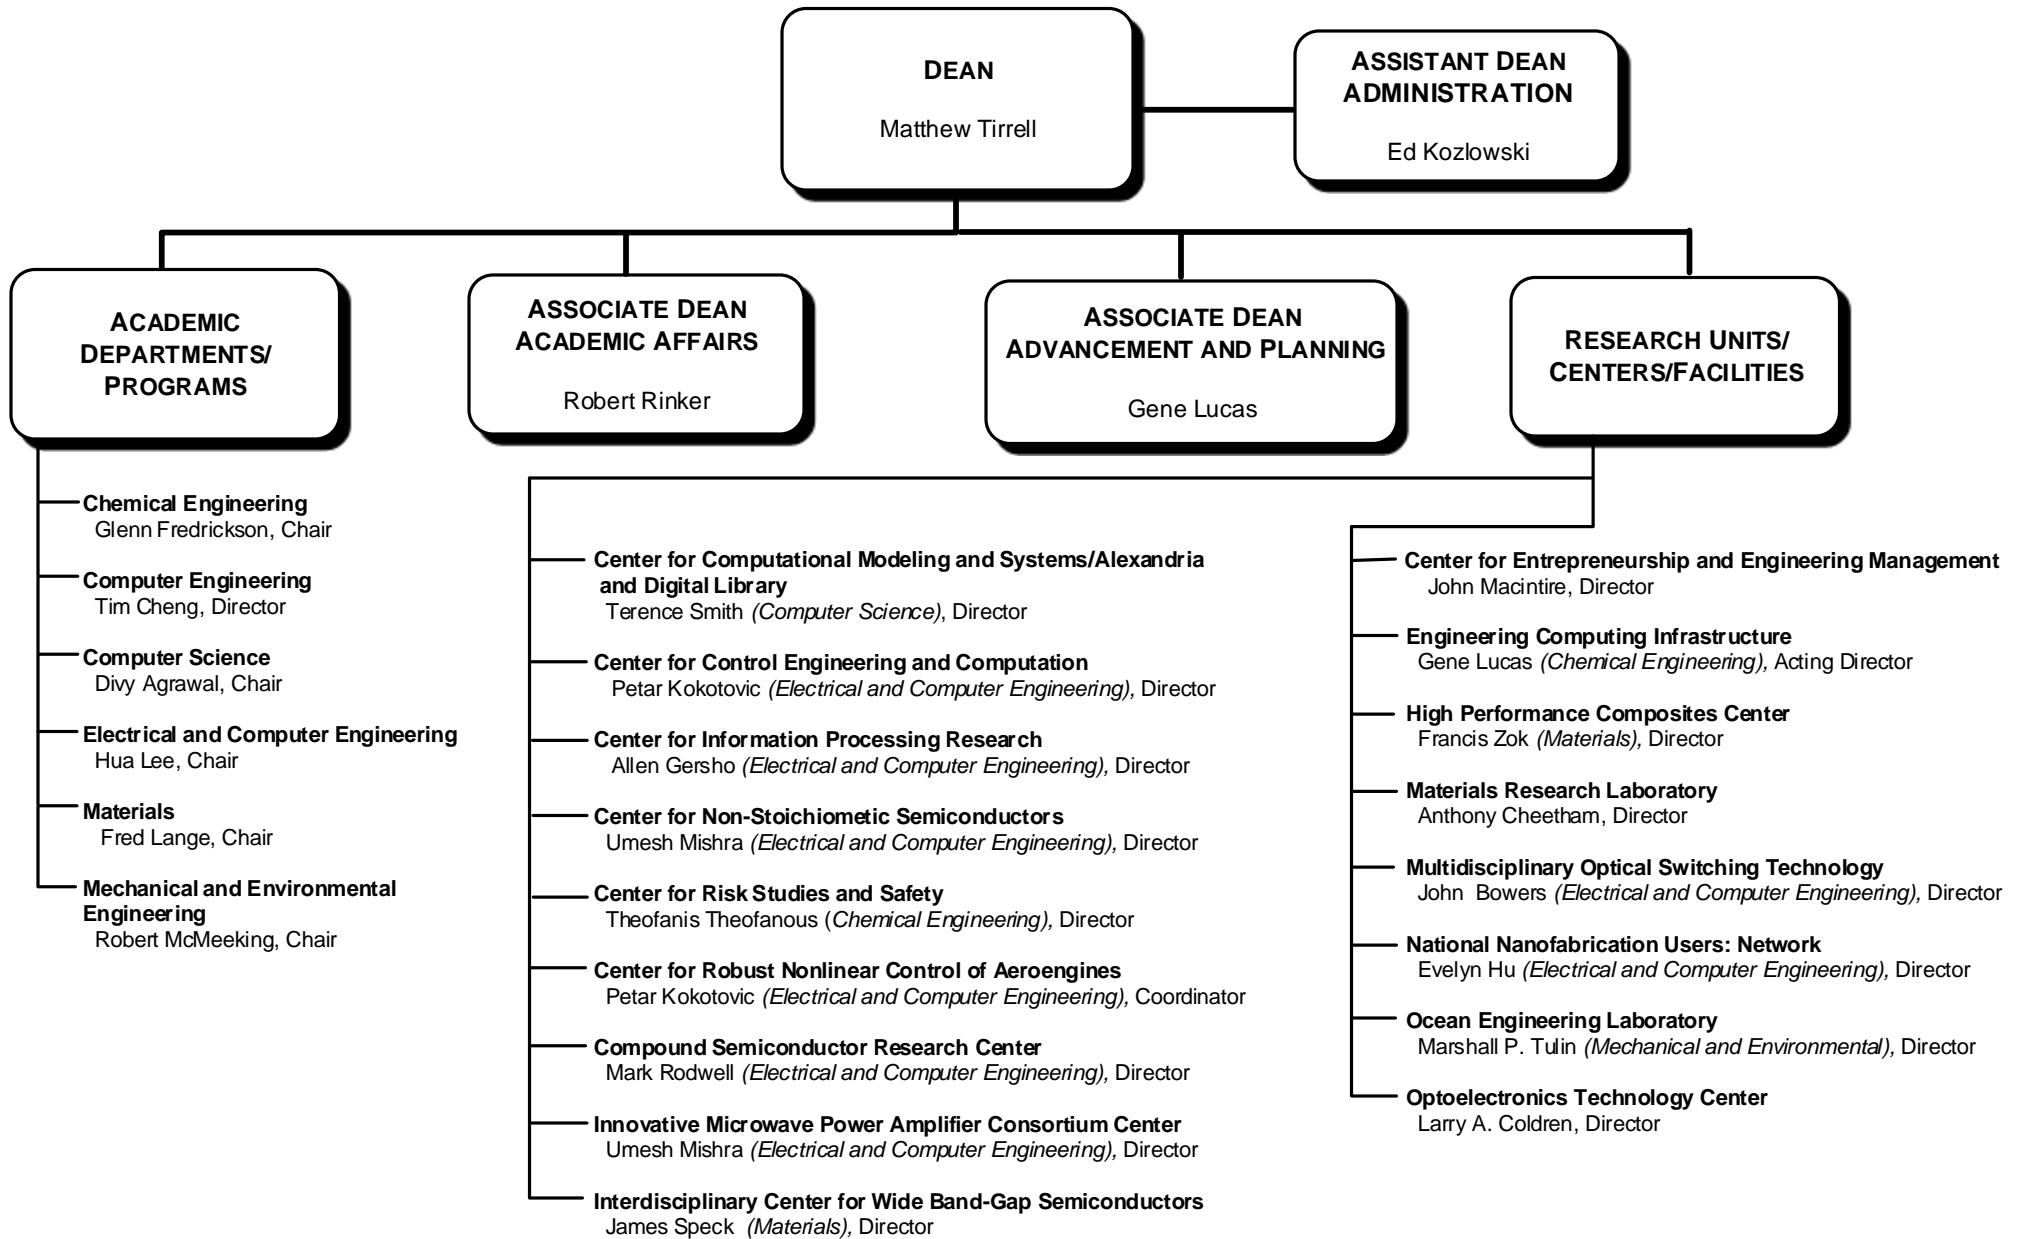 DEAN
Matthew Tirrell
ASSISTANT DEAN
ADMINISTRATION
Ed Kozlowski
ACADEMIC
DEPARTMENTS/
PROGRAMS
ASSOCIATE DEAN
ACADEMIC AFFAIRS
Robert Rinker
ASSOCIATE DEAN
ADVANCEMENT AND PLANNING
Gene Lucas
RESEARCH UNITS/
CENTERS/FACILITIES
Chemical Engineering
Glenn Fredrickson, Chair
Computer Engineering
Tim Cheng, Director
Computer Science
Divy Agrawal, Chair
Electrical and Computer Engineering
Hua Lee, Chair
Materials
Fred Lange, Chair
Mechanical and Environmental
Engineering
Robert McMeeking, Chair
Center for Computational Modeling and Systems/Alexandria
and Digital Library
Terence Smith (Computer Science), Director
Center for Control Engineering and Computation
Petar Kokotovic (Electrical and Computer Engineering), Director
Center for Information Processing Research
Allen Gersho (Electrical and Computer Engineering), Director
Center for Non-Stoichiometic Semiconductors
Umesh Mishra (Electrical and Computer Engineering), Director
Center for Risk Studies and Safety
Theofanis Theofanous (Chemical Engineering), Director
Center for Robust Nonlinear Control of Aeroengines
Petar Kokotovic (Electrical and Computer Engineering), Coordinator
Compound Semiconductor Research Center
Mark Rodwell (Electrical and Computer Engineering), Director
Innovative Microwave Power Amplifier Consortium Center
Umesh Mishra (Electrical and Computer Engineering), Director
Interdisciplinary Center for Wide Band-Gap Semiconductors
James Speck (Materials), Director
Center for Entrepreneurship and Engineering Management
John Macintire, Director
Engineering Computing Infrastructure
Gene Lucas (Chemical Engineering), Acting Director
High Performance Composites Center
Francis Zok (Materials), Director
Materials Research Laboratory
Anthony Cheetham, Director
Multidisciplinary Optical Switching Technology
John Bowers (Electrical and Computer Engineering), Director
National Nanofabrication Users: Network
Evelyn Hu (Electrical and Computer Engineering), Director
Ocean Engineering Laboratory
Marshall P. Tulin (Mechanical and Environmental), Director
Optoelectronics Technology Center
Larry A. Coldren, Director